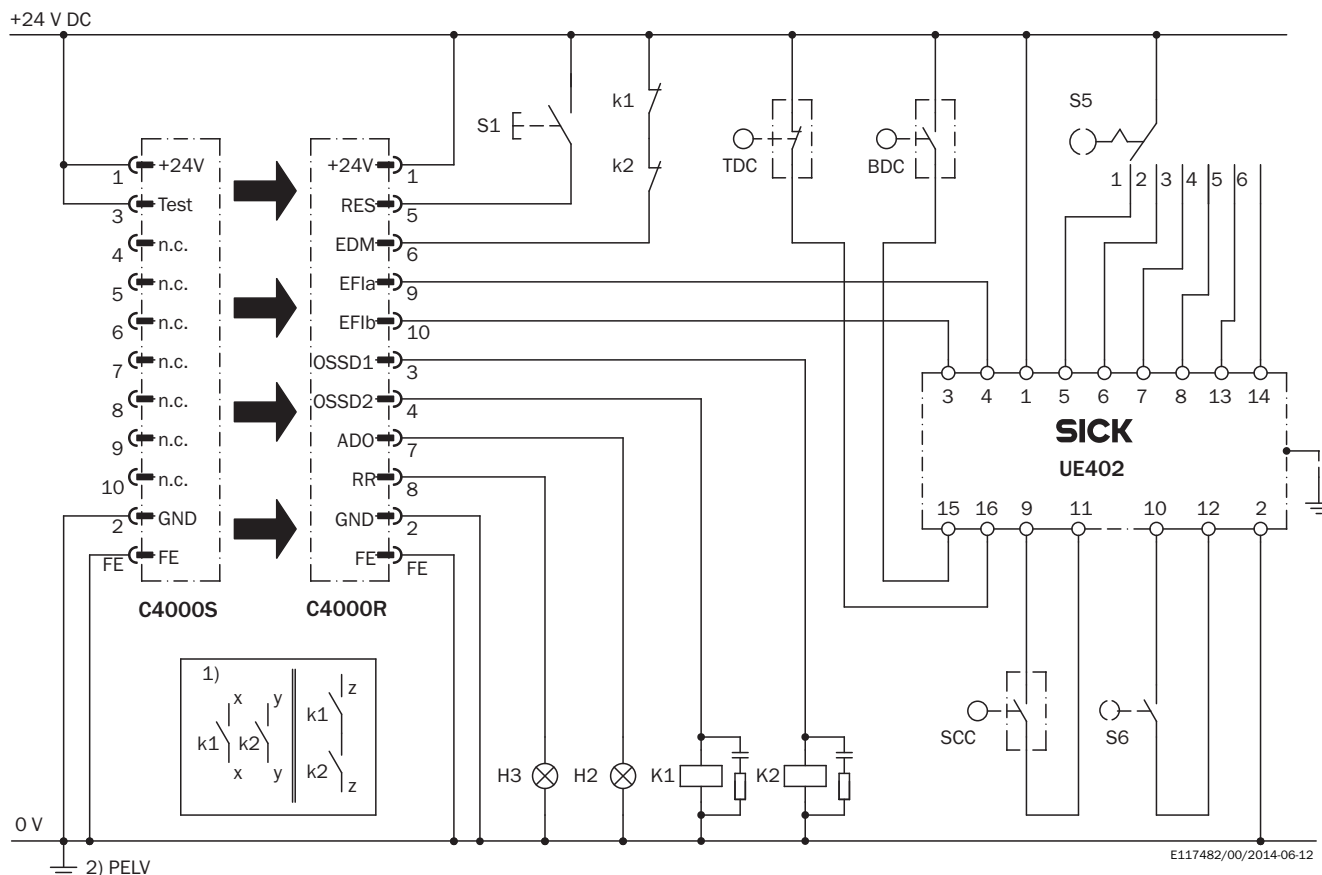 +24 V DC
S1
k1
k2
TDC
BDC
S5
1 2 3 4 5 6
1 +24V
3 Test
4 n.c.
5 n.c.
6 n.c.
7 n.c.
8 n.c.
9 n.c.
10 n.c.
2 GND
FE FE
C4000S
+24V 1
RES 5
EDM 6
EFIa 9
EFIb 10
OSSD1 3
OSSD2 4
ADO 7
RR 8
GND 2
FE FE
C4000R
3 4 1 5 6 7 8 13 14
SICK
UE402
15 16 9 11 10 12 2
1)
x y z
k1 k2 k1
x y k2 z
H3
H2
K1
K2
SCC
S6
0 V
2) PELV
E117482/00/2014-06-12